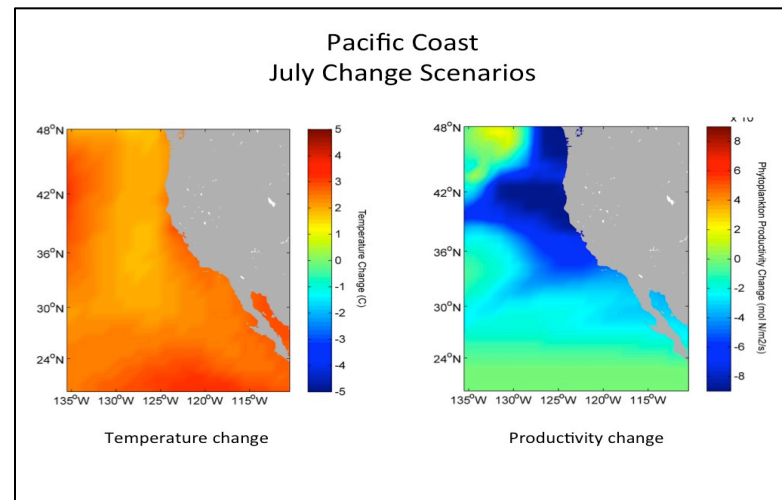 Pacific Coast
July Change Scenarios
48°N
42°N
36°N
30°N
24°N
135°W 130°W 125°W 120°W 115°W
5
4
3
2
1
0
-1
-2
-3
-4
-5
Temperature Change (C)
Temperature change
48°N
42°N
36°N
30°N
24°N
135°W 130°W 125°W 120°W 115°W
x 10
8
6
4
2
0
-2
-4
-6
-8
Phytoplankton Productivity Change (mol N/m2/s)
Productivity change